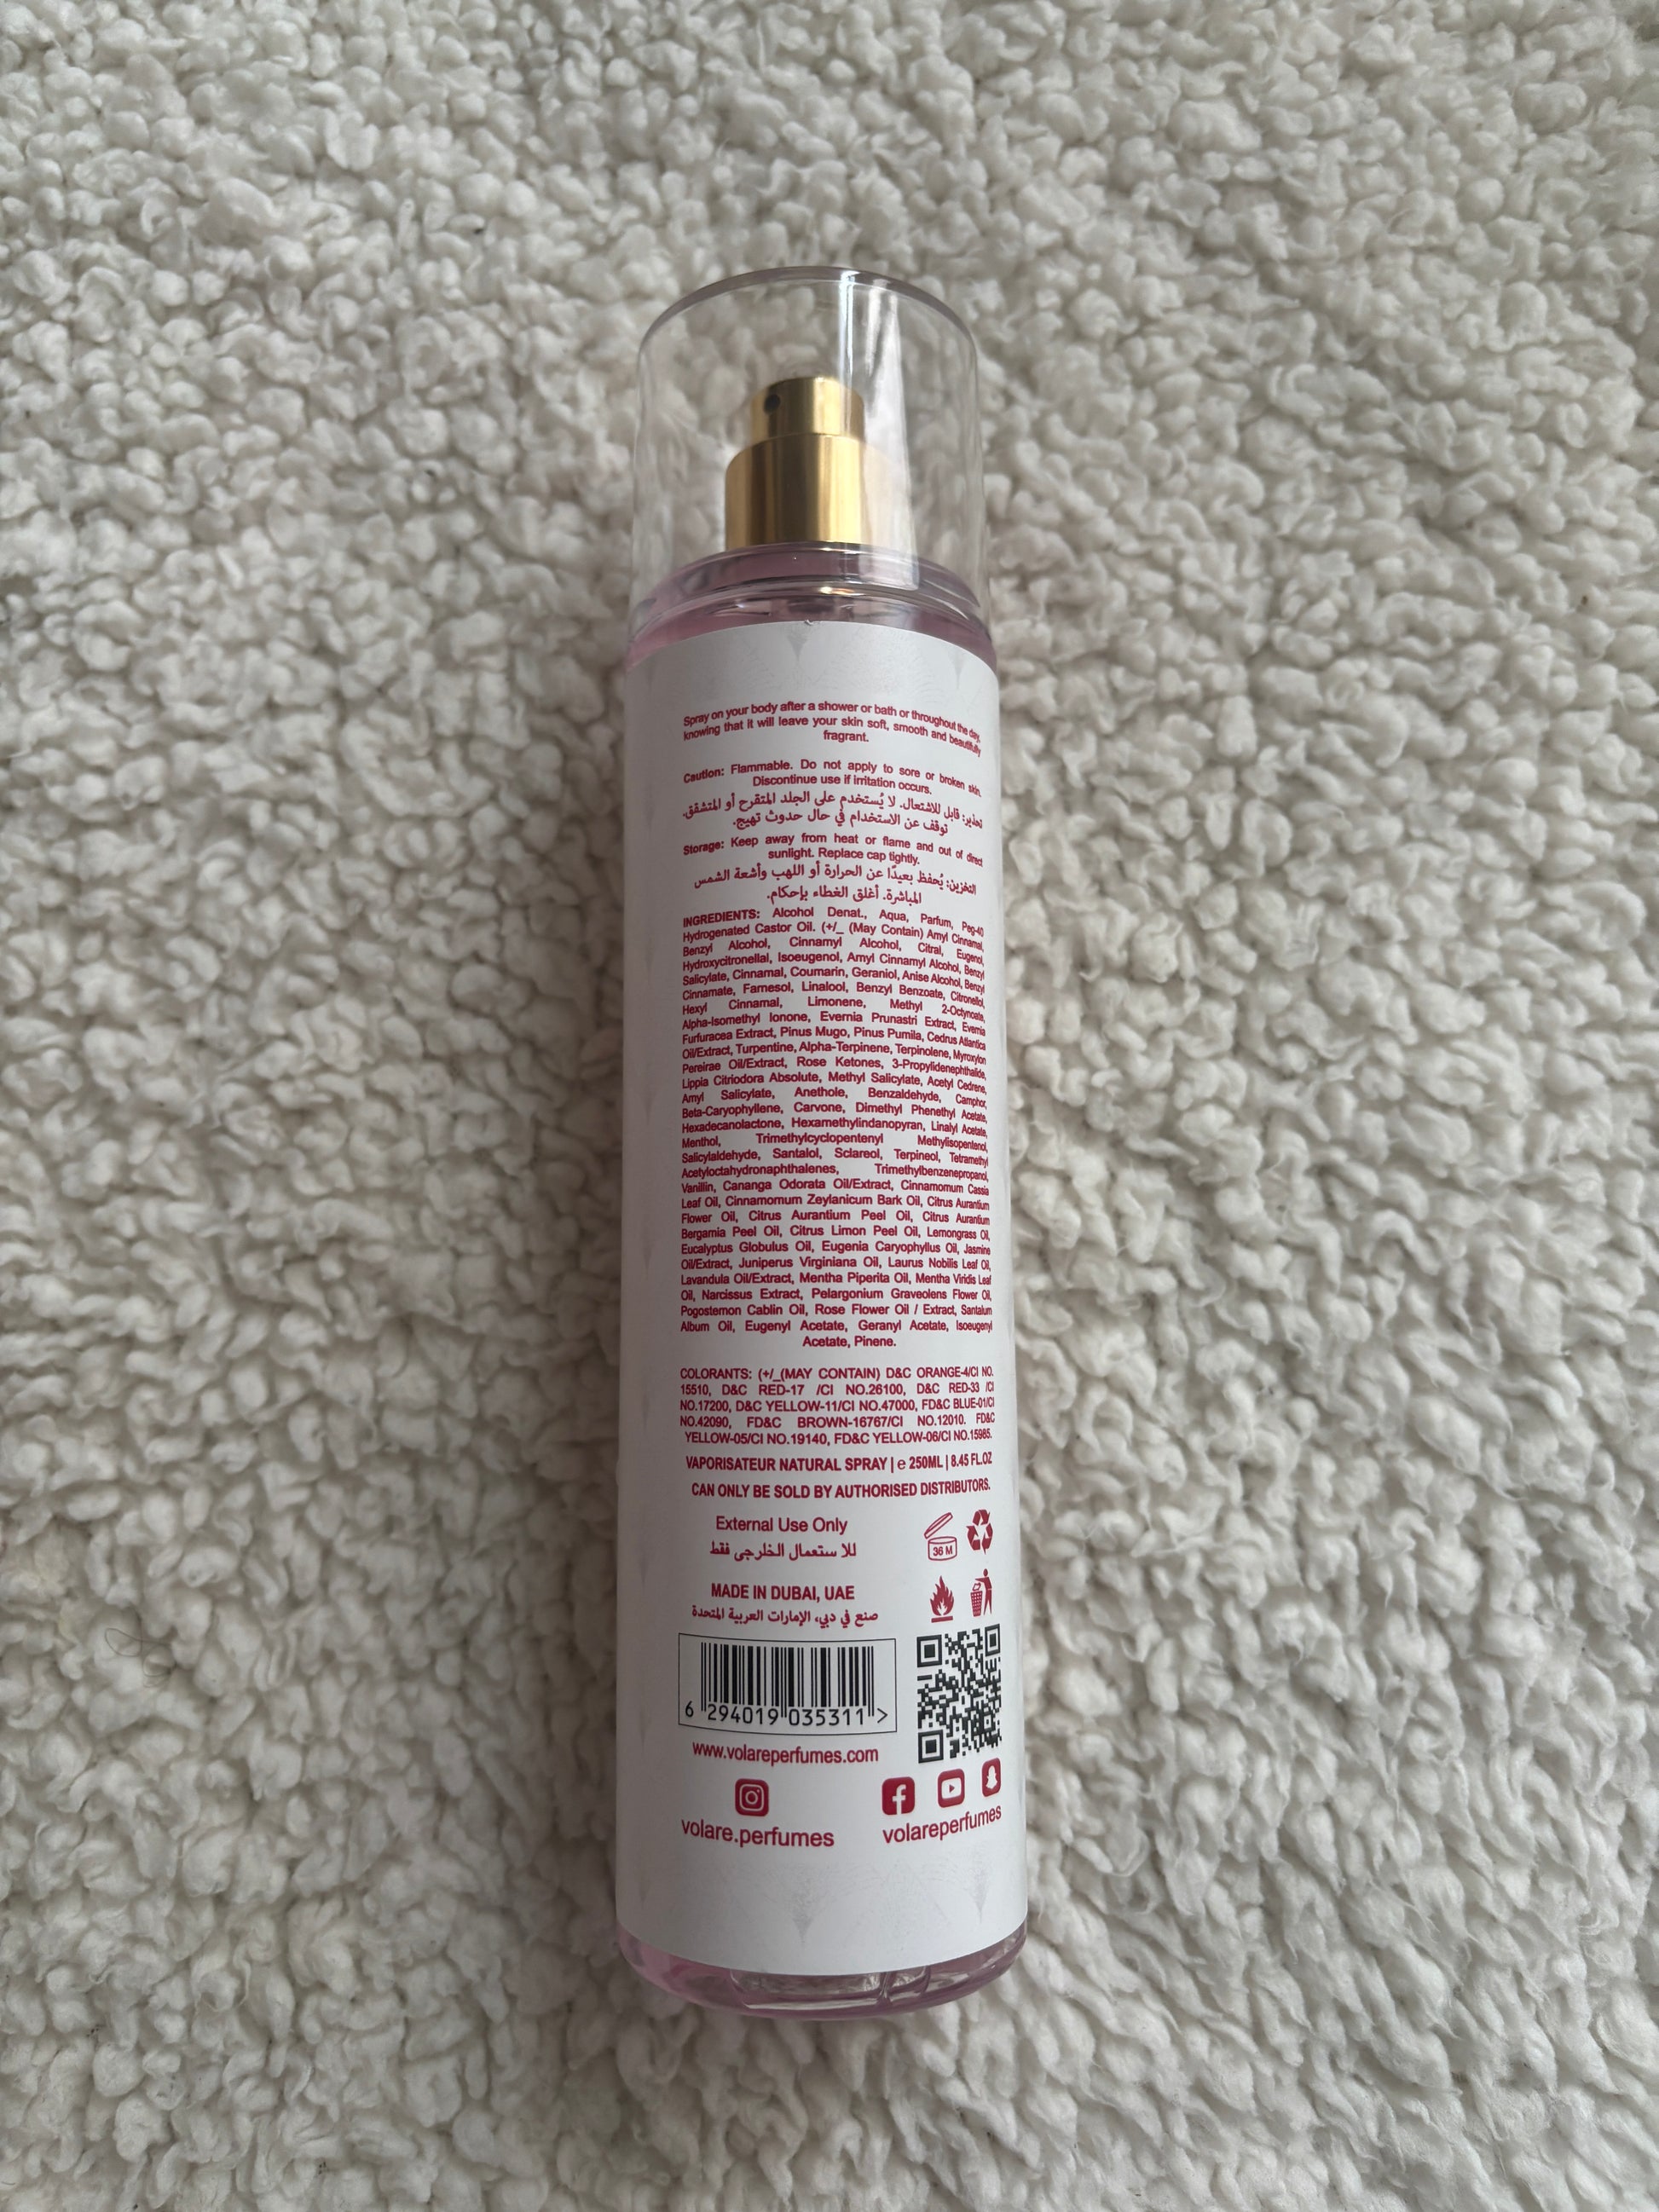 Spray on your body after a shower or bath or throughout the day,
knowing that it will leave your skin soft, smooth and beautifully
fragrant.
Caution: Flammable. Do not apply to sore or broken skin.
Discontinue use if irritation occurs.
تحذير: قابل للاشتعال. لا يُستخدم على الجلد المتقرح أو المتشقق.
توقف عن الاستخدام في حال حدوث تهيج.
Storage: Keep away from heat or flame and out of direct
sunlight. Replace cap tightly.
التخزين: يُحفظ بعيدًا عن الحرارة أو اللهب وأشعة الشمس
المباشرة. أغلق الغطاء بإحكام.
INGREDIENTS: Alcohol Denat., Aqua, Parfum, Peg-40
Hydrogenated Castor Oil. (+/_ (May Contain) Amyl Cinnamal,
Benzyl Alcohol, Cinnamyl Alcohol, Citral, Eugenol,
Hydroxycitronellal, Isoeugenol, Amyl Cinnamyl Alcohol, Benzyl
Salicylate, Cinnamal, Coumarin, Geraniol, Anise Alcohol, Benzyl
Cinnamate, Farnesol, Linalool, Benzyl Benzoate, Citronellol,
Hexyl Cinnamal, Limonene, Methyl 2-Octynoate,
Alpha-Isomethyl Ionone, Evernia Prunastri Extract, Evernia
Furfuracea Extract, Pinus Mugo, Pinus Pumila, Cedrus Atlantica
Oil/Extract, Turpentine, Alpha-Terpinene, Terpinolene, Myroxylon
Pereirae Oil/Extract, Rose Ketones, 3-Propylidenephthalide,
Lippia Citriodora Absolute, Methyl Salicylate, Acetyl Cedrene,
Amyl Salicylate, Anethole, Benzaldehyde, Camphor,
Beta-Caryophyllene, Carvone, Dimethyl Phenethyl Acetate,
Hexadecanolactone, Hexamethylindanopyran, Linalyl Acetate,
Menthol, Trimethylcyclopentenyl Methylisopentenol,
Salicylaldehyde, Santalol, Sclareol, Terpineol, Tetramethyl
Acetyloctahydronaphthalenes, Trimethylbenzenepropanol,
Vanillin, Cananga Odorata Oil/Extract, Cinnamomum Cassia
Leaf Oil, Cinnamomum Zeylanicum Bark Oil, Citrus Aurantium
Flower Oil, Citrus Aurantium Peel Oil, Citrus Aurantium
Bergamia Peel Oil, Citrus Limon Peel Oil, Lemongrass Oil,
Eucalyptus Globulus Oil, Eugenia Caryophyllus Oil, Jasmine
Oil/Extract, Juniperus Virginiana Oil, Laurus Nobilis Leaf Oil,
Lavandula Oil/Extract, Mentha Piperita Oil, Mentha Viridis Leaf
Oil, Narcissus Extract, Pelargonium Graveolens Flower Oil,
Pogostemon Cablin Oil, Rose Flower Oil / Extract, Santalum
Album Oil, Eugenyl Acetate, Geranyl Acetate, Isoeugenyl
Acetate, Pinene.
COLORANTS: (+/_(MAY CONTAIN) D&C ORANGE-4/CI NO.
15510, D&C RED-17 /CI NO.26100, D&C RED-33 /CI
NO.17200, D&C YELLOW-11/CI NO.47000, FD&C BLUE-01/CI
NO.42090, FD&C BROWN-16767/CI NO.12010. FD&C
YELLOW-05/CI NO.19140, FD&C YELLOW-06/CI NO.15985.
VAPORISATEUR NATURAL SPRAY | e 250ML | 8.45 FL.OZ
CAN ONLY BE SOLD BY AUTHORISED DISTRIBUTORS.
External Use Only
للا ستعمال الخارجى فقط
36 M
MADE IN DUBAI, UAE
صنع في دبي، الإمارات العربية المتحدة
6 294019 035311 >
www.volareperfumes.com
volare.perfumes
volareperfumes